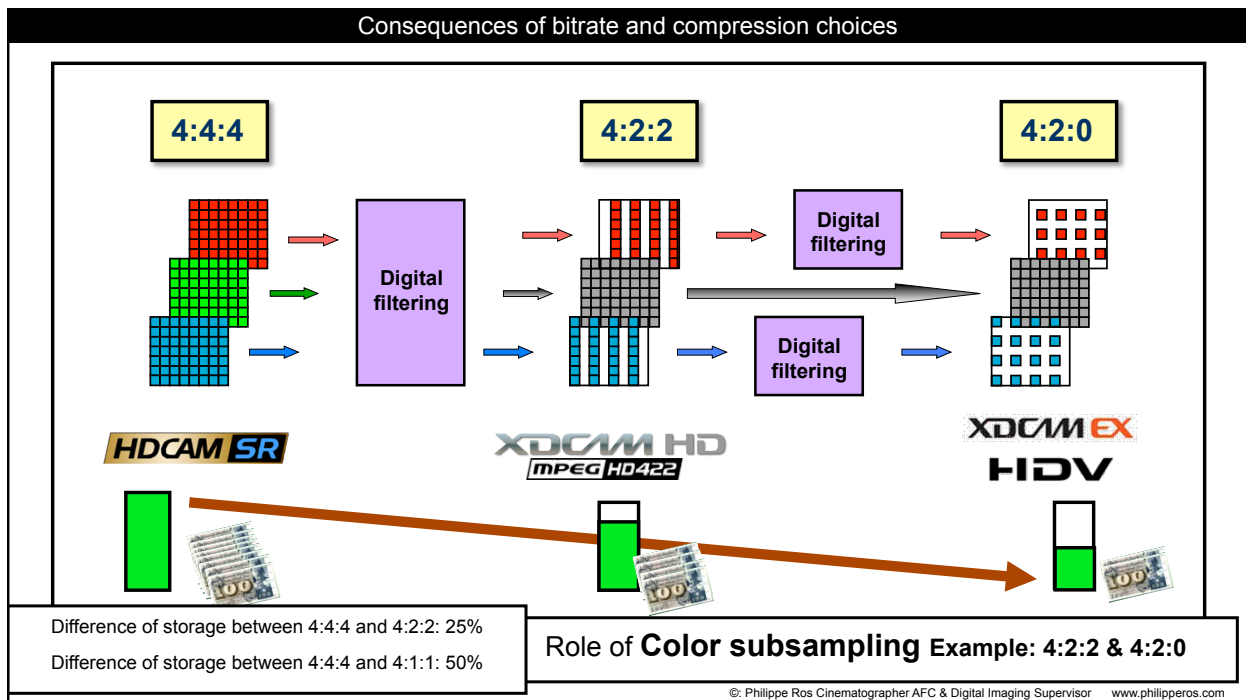 Consequences of bitrate and compression choices
4:4:4
4:2:2
4:2:0
Digital
filtering
Digital
filtering
Digital
filtering
HDCAM SR
XDCAM HD
MPEG HD422
XDCAM EX
HDV
100
100
100
Difference of storage between 4:4:4 and 4:2:2: 25%
Difference of storage between 4:4:4 and 4:1:1: 50%
Role of Color subsampling Example: 4:2:2 & 4:2:0
©: Philippe Ros Cinematographer AFC & Digital Imaging Supervisor www.philipperos.com